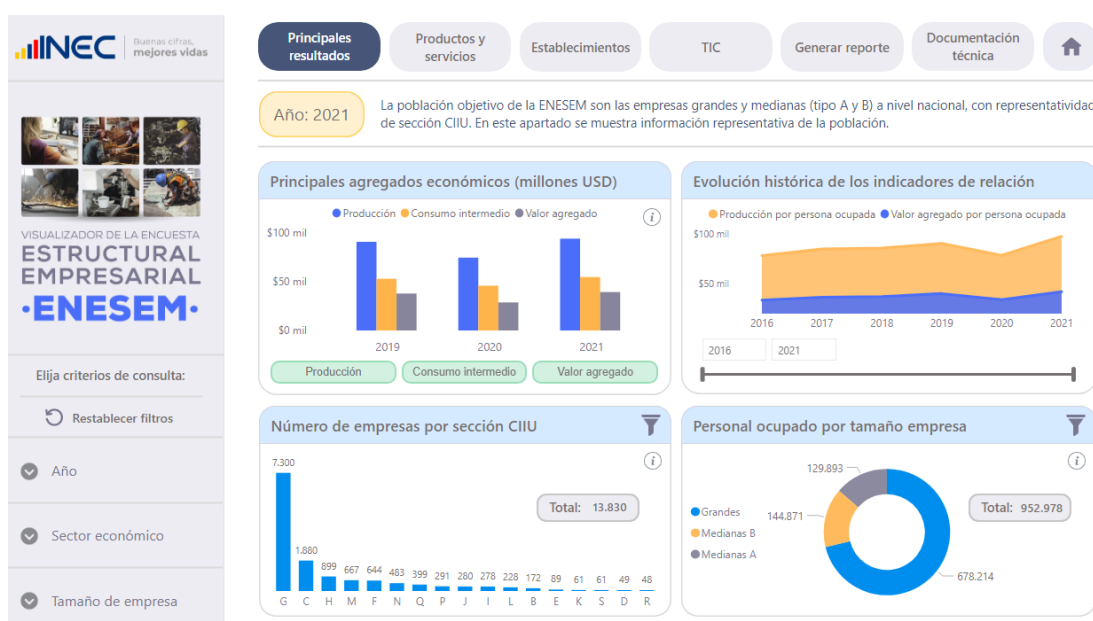 INEC
Buenas cifras,
mejores vidas
VISUALIZADOR DE LA ENCUESTA
ESTRUCTURAL
EMPRESARIAL
·ENESEM·
Elija criterios de consulta:
Restablecer filtros
Año
Sector económico
Tamaño de empresa
Principales
resultados
Productos y
servicios
Establecimientos
TIC
Generar reporte
Documentación
técnica
Año: 2021
La población objetivo de la ENESEM son las empresas grandes y medianas (tipo A y B) a nivel nacional, con representatividad
de sección CIIU. En este apartado se muestra información representativa de la población.
Principales agregados económicos (millones USD)
Producción Consumo intermedio Valor agregado
i
$100 mil
$50 mil
$0 mil
2019 2020 2021
Producción Consumo intermedio Valor agregado
Evolución histórica de los indicadores de relación
Producción por persona ocupada Valor agregado por persona ocupada
$100 mil
$50 mil
2016 2017 2018 2019 2020 2021
2016 2021
Número de empresas por sección CIIU
i
Total: 13.830
7.300 1.880 899 667 644 483 399 291 280 278 228 172 89 61 61 49 48
G C H M F N Q P J I L B E K S D R
Personal ocupado por tamaño empresa
i
Grandes
Medianas B
Medianas A
129.893
144.871
678.214
Total: 952.978